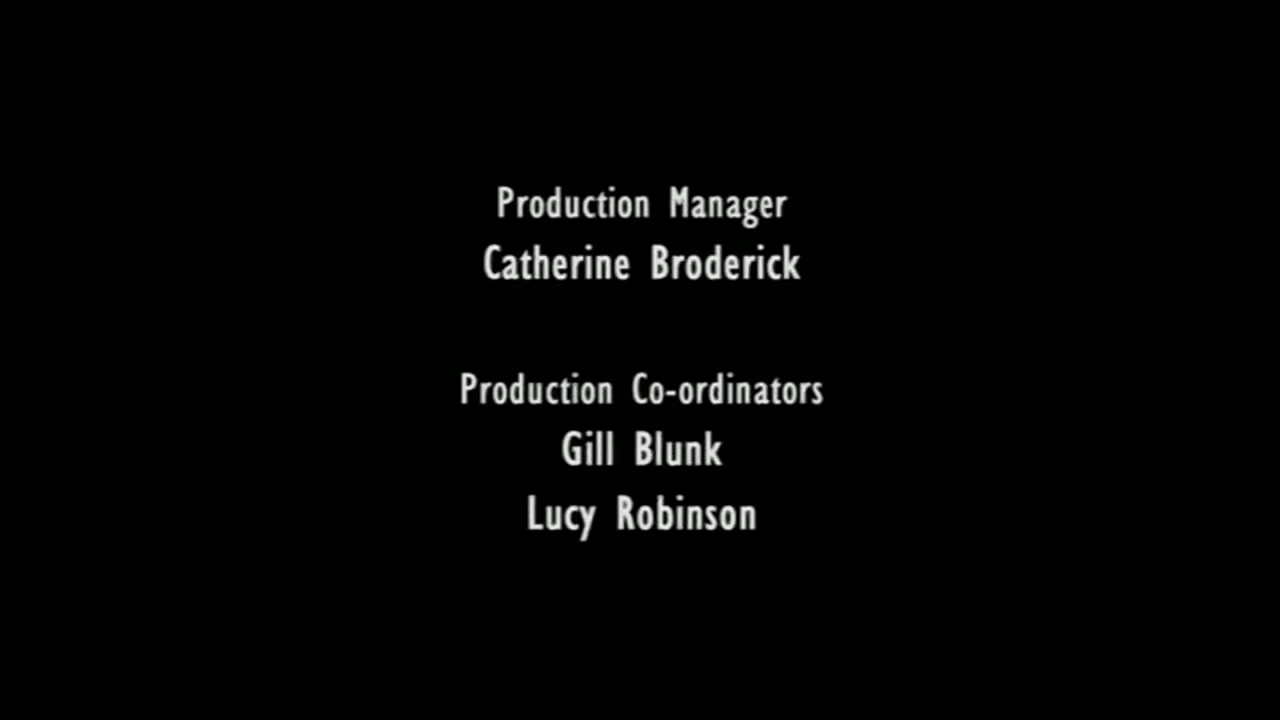 Production Manager
Catherine Broderick
Production Co-ordinators
Gill Blunk
Lucy Robinson